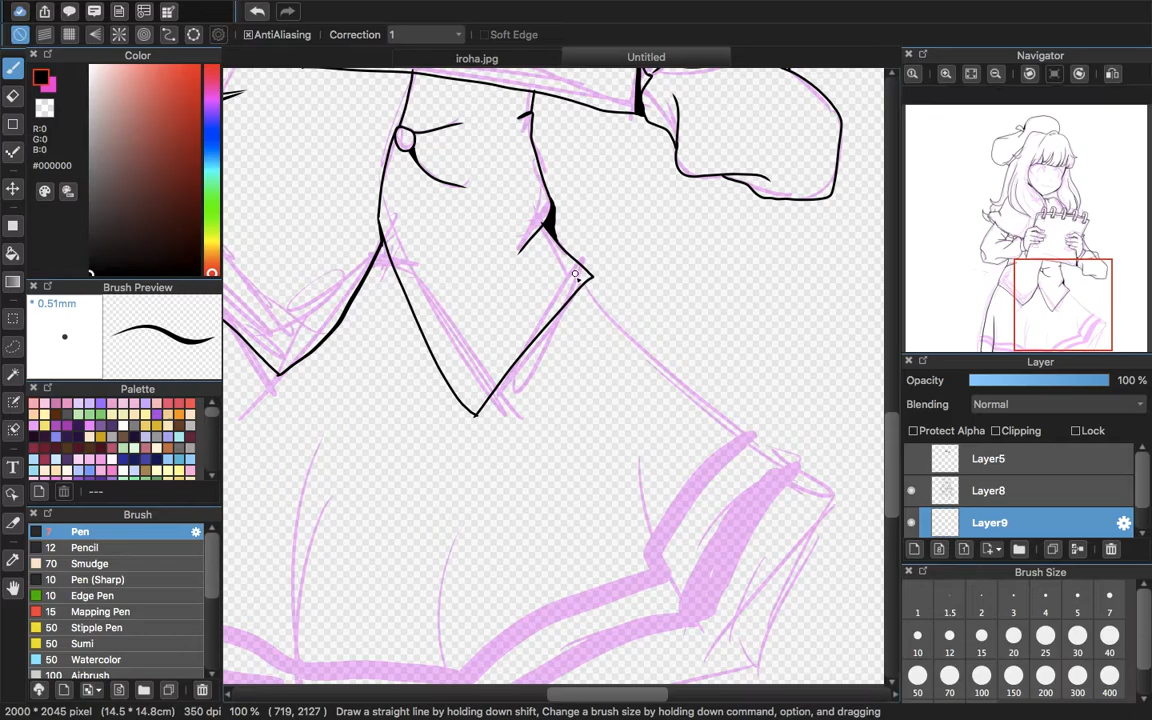 AntiAliasing Correction 1 Soft Edge
Color
iroha.jpg Untitled
Navigator
R:0
G:0
B:0
#000000
Brush Preview
* 0.51mm
Palette
---
Brush
7 Pen
12 Pencil
70 Smudge
10 Pen (Sharp)
10 Edge Pen
15 Mapping Pen
50 Stipple Pen
50 Sumi
50 Watercolor
100 Airbrush
Layer
Opacity 100 %
Blending Normal
Protect Alpha Clipping Lock
Layer5
Layer8
Layer9
Brush Size
1 1.5 2 3 4 5 7
10 12 15 20 25 30 40
50 70 100 150 200 300 400
2000 * 2045 pixel (14.5 * 14.8cm) 350 dpi 100 % ( 719, 2127 ) Draw a straight line by holding down shift, Change a brush size by holding down command, option, and dragging